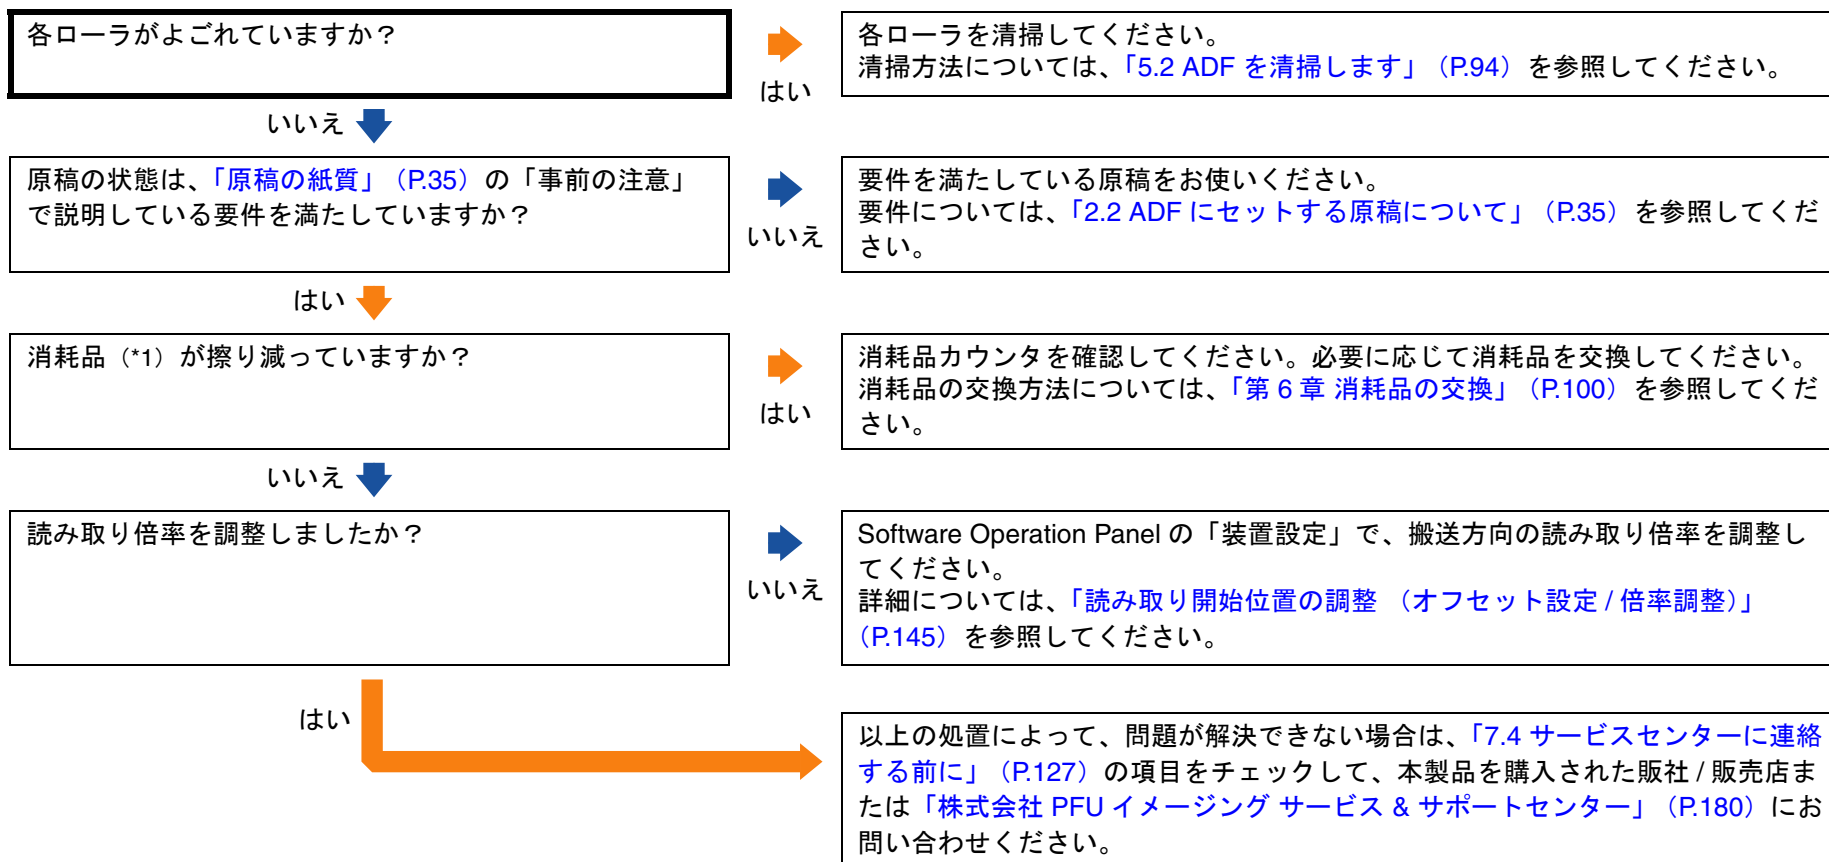 各ローラがよごれていますか？
はい
各ローラを清掃してください。
清掃方法については、「5.2 ADF を清掃します」（P.94）を参照してください。
いいえ
原稿の状態は、「原稿の紙質」（P.35）の「事前の注意」
で説明している要件を満たしていますか？
いいえ
要件を満たしている原稿をお使いください。
要件については、「2.2 ADF にセットする原稿について」（P.35）を参照してくだ
さい。
はい
消耗品（*1）が擦り減っていますか？
はい
消耗品カウンタを確認してください。必要に応じて消耗品を交換してください。
消耗品の交換方法については、「第 6 章 消耗品の交換」（P.100）を参照してくだ
さい。
いいえ
読み取り倍率を調整しましたか？
いいえ
Software Operation Panel の「装置設定」で、搬送方向の読み取り倍率を調整し
てください。
詳細については、「読み取り開始位置の調整 （オフセット設定 / 倍率調整）」
（P.145）を参照してください。
はい
以上の処置によって、問題が解決できない場合は、「7.4 サービスセンターに連絡
する前に」（P.127）の項目をチェックして、本製品を購入された販社 / 販売店ま
たは「株式会社 PFU イメージング サービス & サポートセンター」（P.180）にお
問い合わせください。